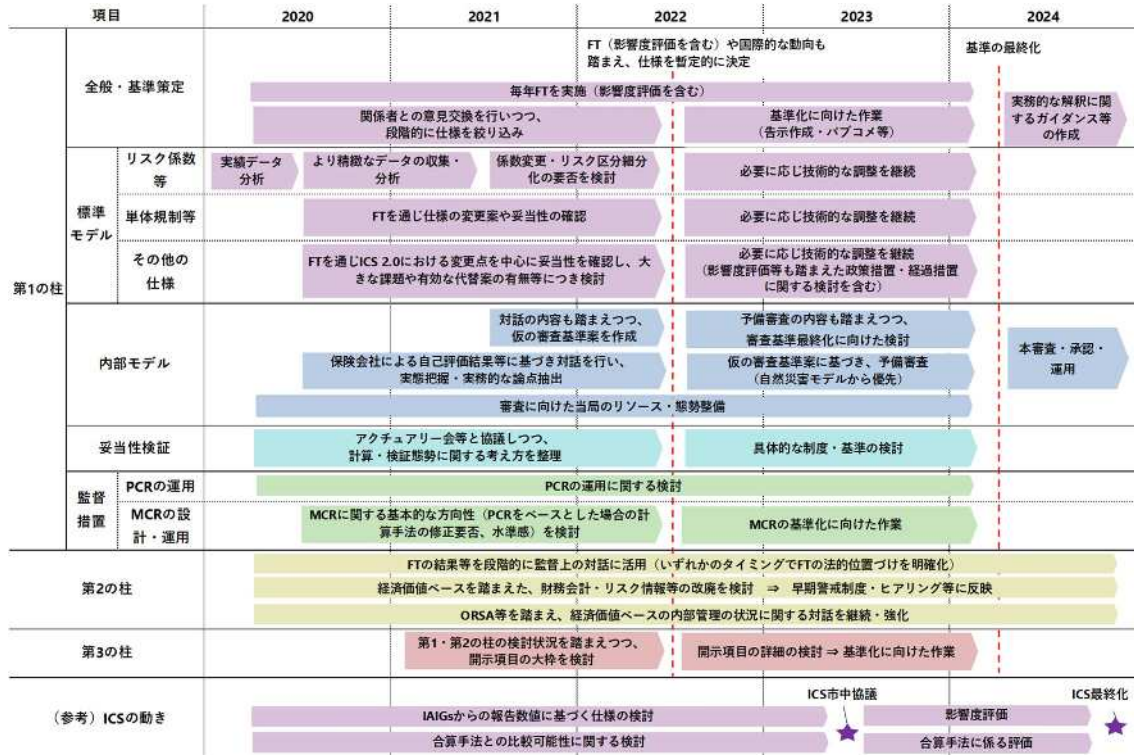 項目
2020
2021
2022
2023
2024
FT（影響度評価を含む）や国際的な動向も
踏まえ、仕様を暫定的に決定
基準の最終化
全般・基準策定
毎年FTを実施（影響度評価を含む）
関係者との意見交換を行いつつ、
段階的に仕様を絞り込み
基準化に向けた作業
（告示作成・パブコメ等）
実務的な解釈に関
するガイダンス等
の作成
第1の柱
標準
モデル
リスク係数
等
実績データ
分析
より精緻なデータの収集・
分析
係数変更・リスク区分細分
化の要否を検討
必要に応じ技術的な調整を継続
単体規制等
FTを通じ仕様の変更案や妥当性の確認
必要に応じ技術的な調整を継続
その他の
仕様
FTを通じICS 2.0における変更点を中心に妥当性を確認し、大
きな課題や有効な代替案の有無等につき検討
必要に応じ技術的な調整を継続
（影響度評価等も踏まえた政策措置・経過措置
に関する検討を含む）
内部モデル
対話の内容も踏まえつつ、
仮の審査基準案を作成
予備審査の内容も踏まえつつ、
審査基準最終化に向けた検討
保険会社による自己評価結果等に基づき対話を行い、
実態把握・実務的な論点抽出
仮の審査基準案に基づき、予備審査
（自然災害モデルから優先）
本審査・承認・
運用
審査に向けた当局のリソース・態勢整備
妥当性検証
アクチュアリー会等と協議しつつ、
計算・検証態勢に関する考え方を整理
具体的な制度・基準の検討
監督
措置
PCRの運用
PCRの運用に関する検討
MCRの設
計・運用
MCRに関する基本的な方向性（PCRをベースとした場合の
計算手法の修正要否、水準感）を検討
MCRの基準化に向けた作業
第2の柱
FTの結果等を段階的に監督上の対話に活用（いずれかのタイミングでFTの法的位置づけを明確化）
経済価値ベースを踏まえた、財務会計・リスク情報等の改廃を検討 ⇒ 早期警戒制度・ヒアリング等に反映
ORSA等を踏まえ、経済価値ベースの内部管理の状況に関する対話を継続・強化
第3の柱
第1・第2の柱の検討状況を踏まえつつ、
開示項目の大枠を検討
開示項目の詳細の検討 ⇒ 基準化に向けた作業
（参考）ICSの動き
ICS市中協議
ICS最終化
IAIGsからの報告数値に基づく仕様の検討
影響度評価
合算手法との比較可能性に関する検討
合算手法に係る評価